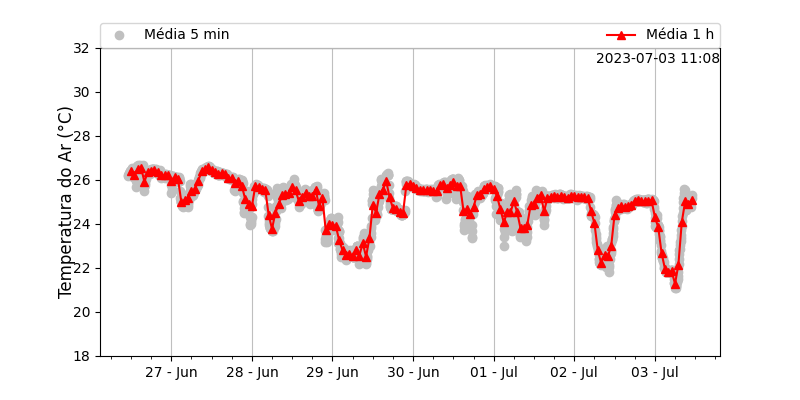 Média 5 min
Média 1 h
2023-07-03 11:08
Temperatura do Ar (°C)
32
30
28
26
24
22
20
18
27 - Jun
28 - Jun
29 - Jun
30 - Jun
01 - Jul
02 - Jul
03 - Jul